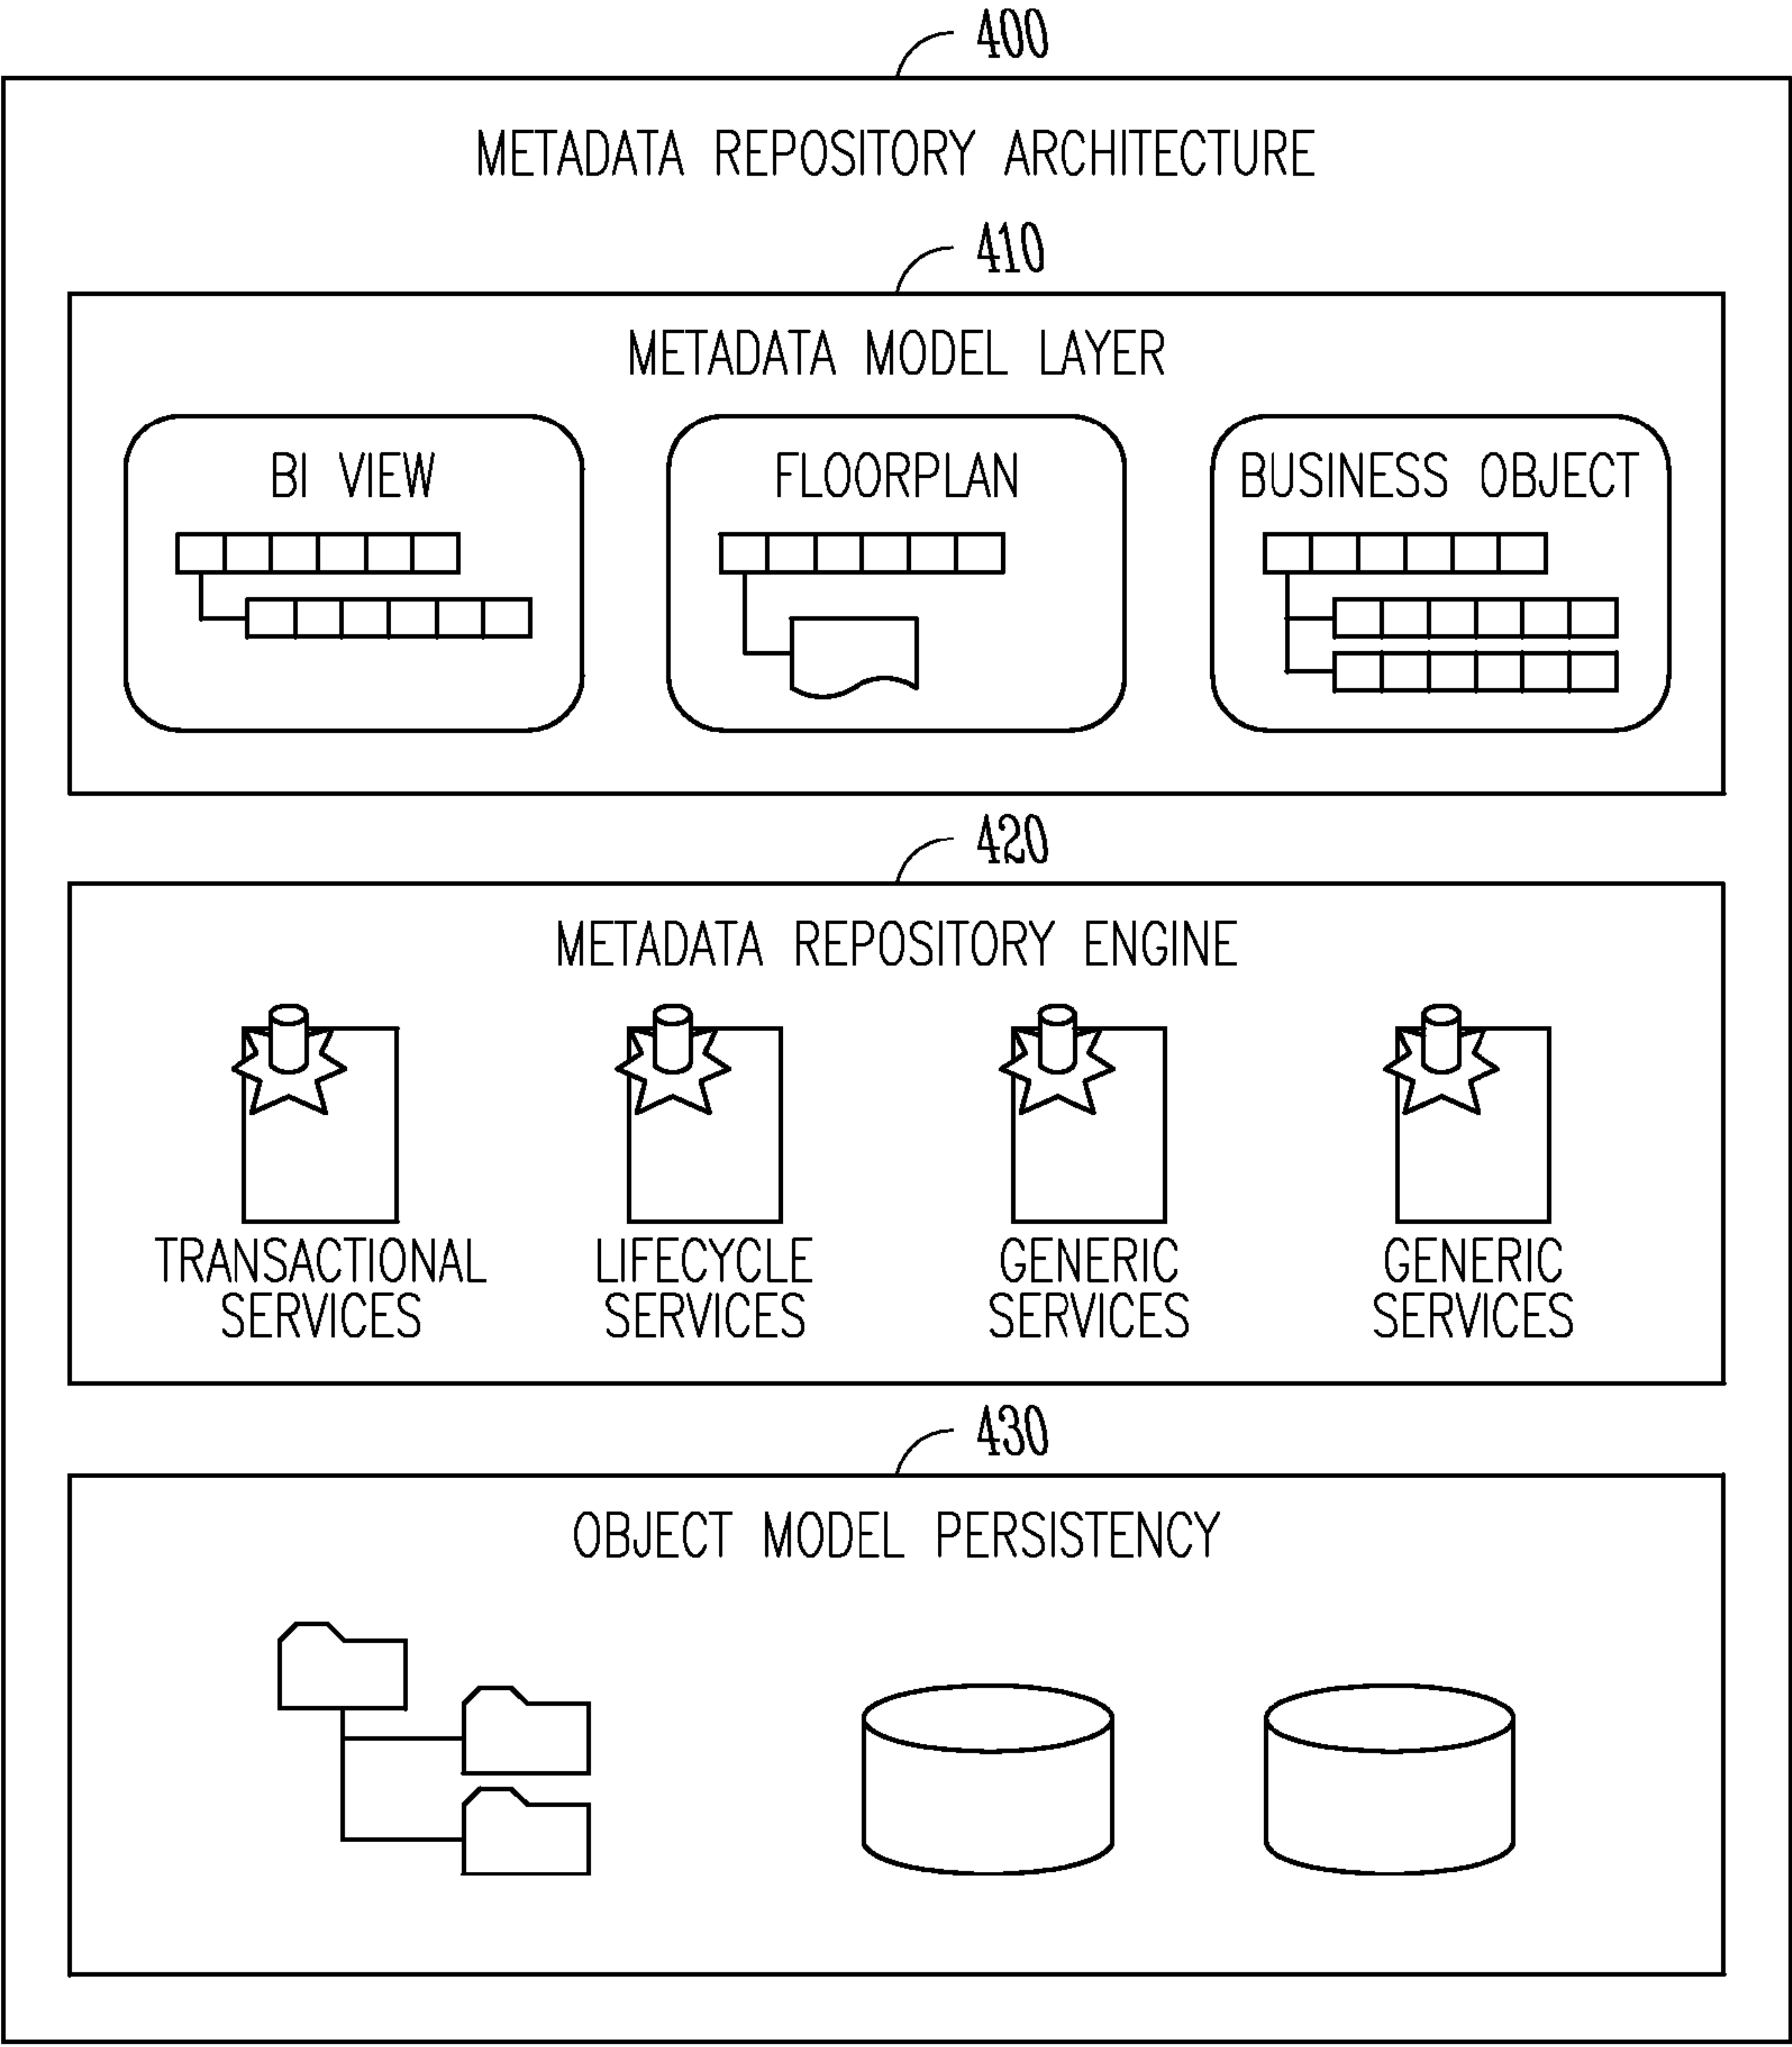 400
METADATA REPOSITORY ARCHITECTURE
410
METADATA MODEL LAYER
BI VIEW
FLOORPLAN
BUSINESS OBJECT
420
METADATA REPOSITORY ENGINE
TRANSACTIONAL
SERVICES
LIFECYCLE
SERVICES
GENERIC
SERVICES
GENERIC
SERVICES
430
OBJECT MODEL PERSISTENCY